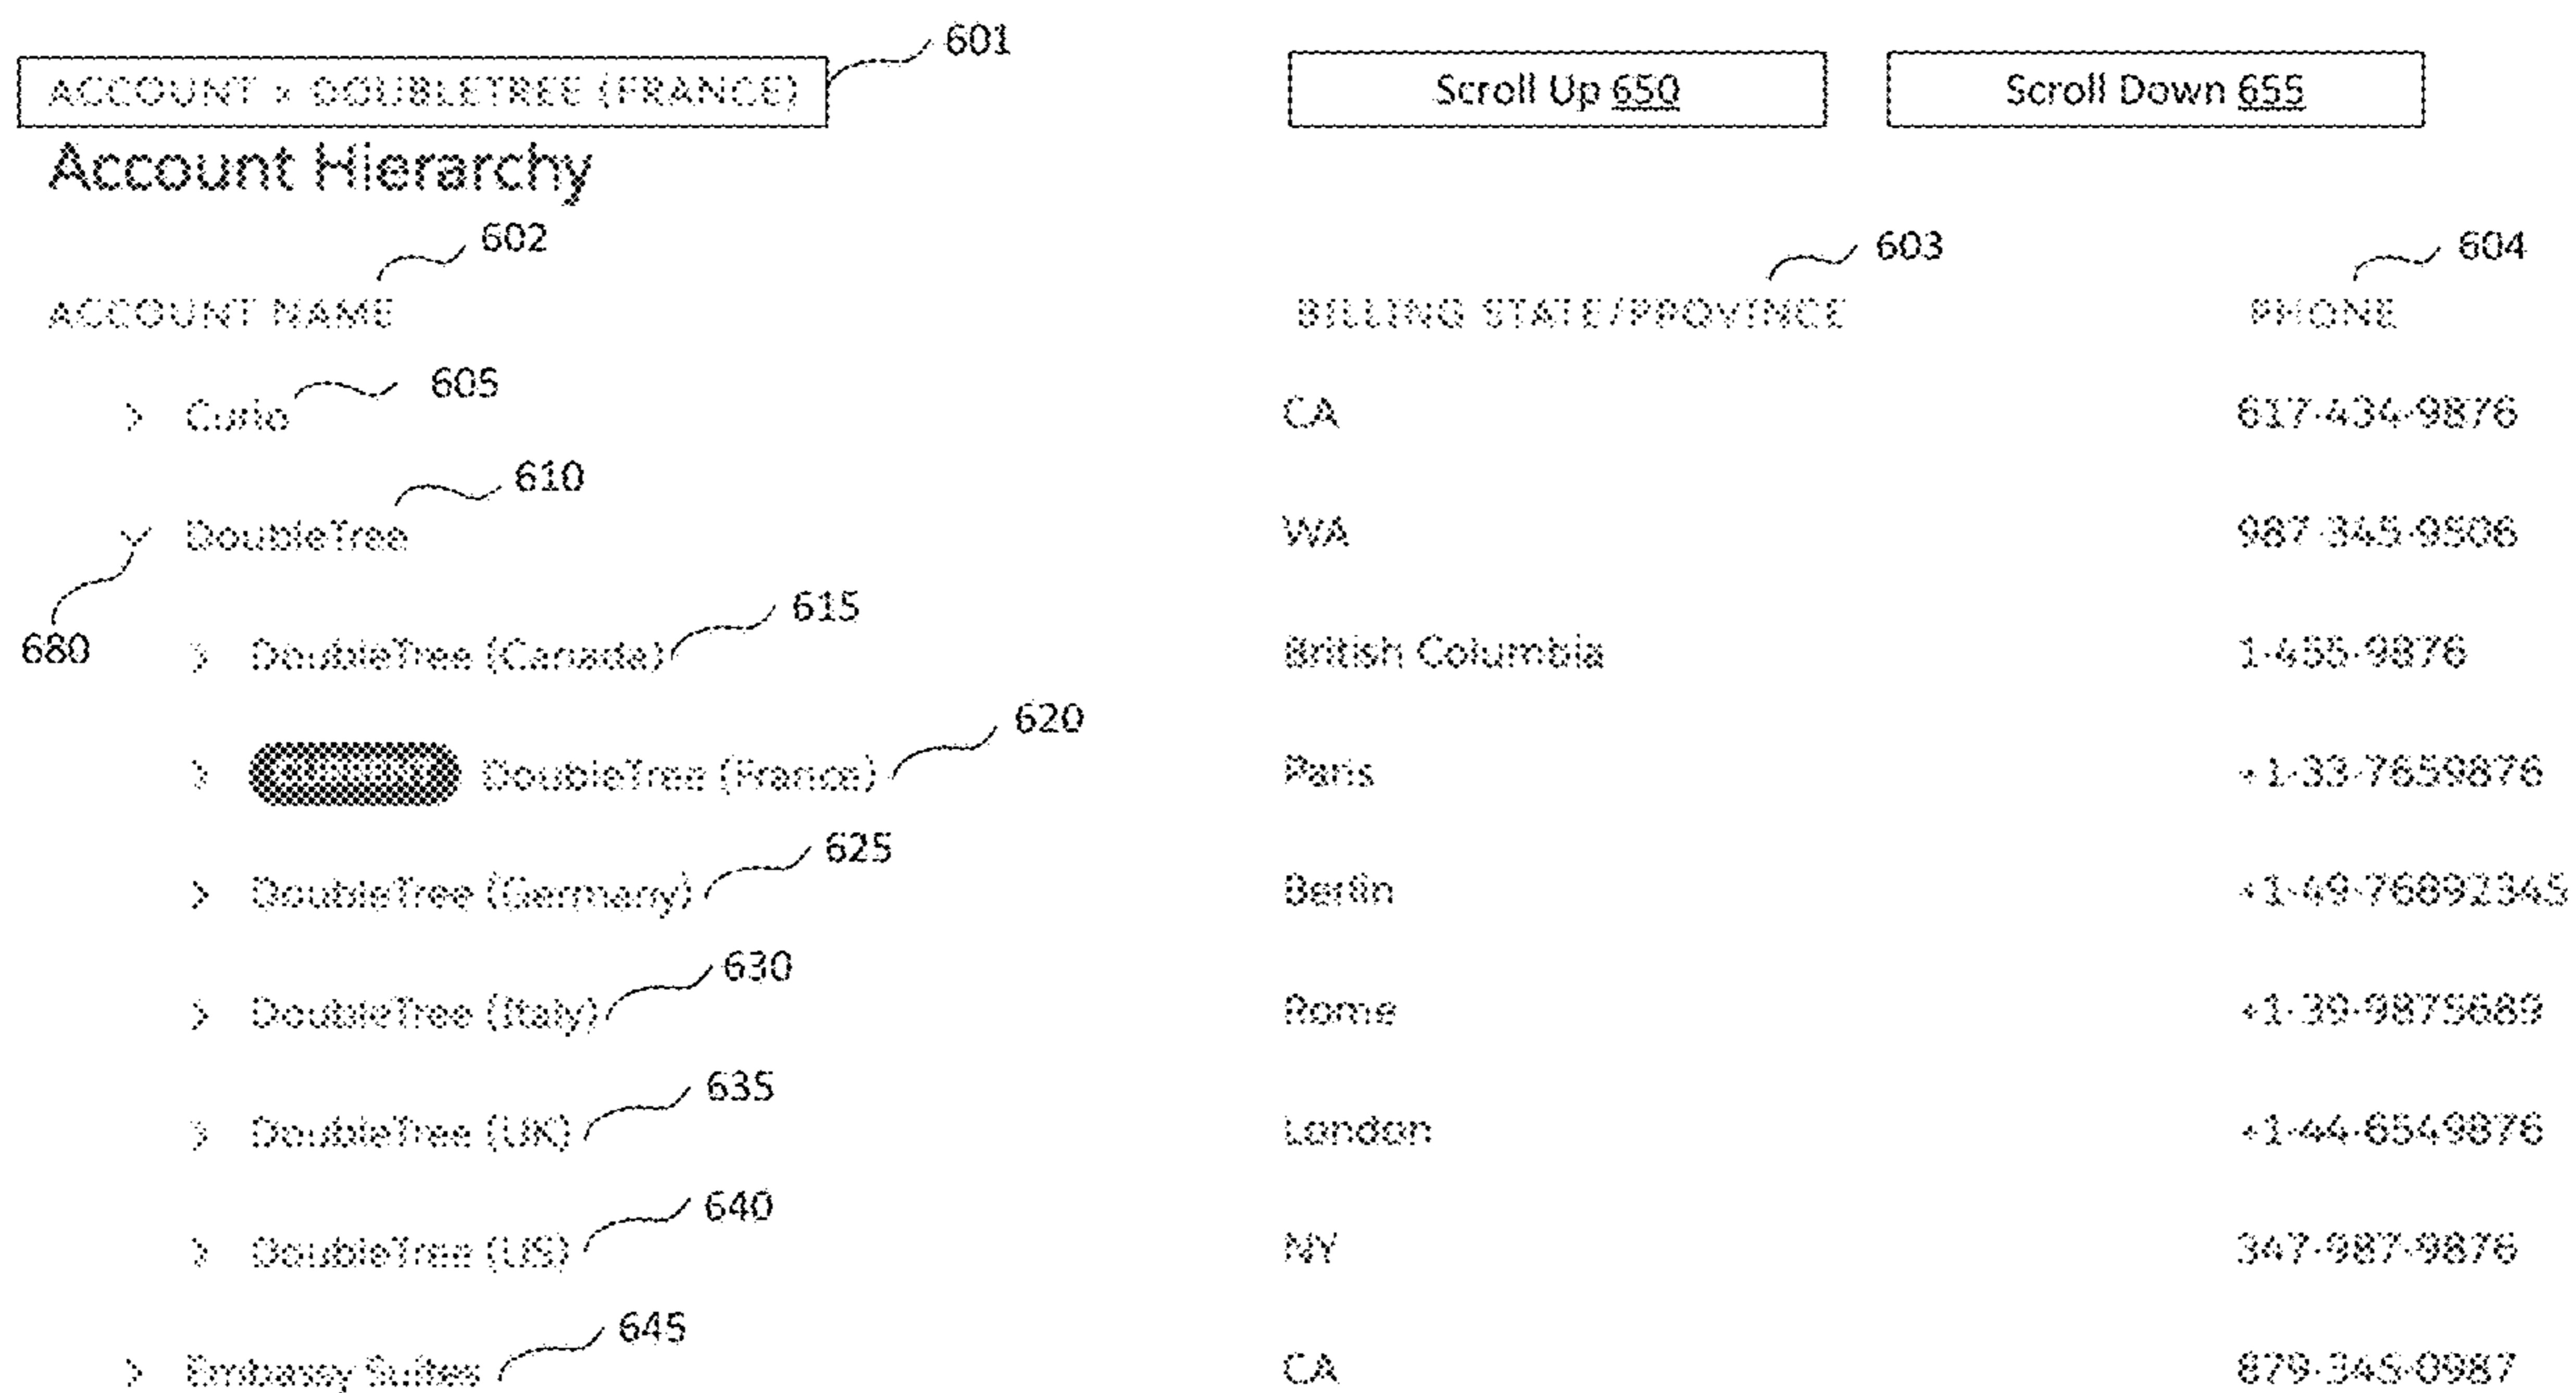 601
ACCOUNT > DOUBLETREE (FRANCE)
Scroll Up 650
Scroll Down 655
Account Hierarchy
602
603
604
ACCOUNT NAME
BILLING STATE/PROVINCE
PHONE
605
> Curio CA 617-434-9876
610
DoubleTree WA 987-345-9506
680
615
> DoubleTree (Canada) British Columbia 1-455-9876
620
> DoubleTree (France) Paris +1-33-7659876
625
> DoubleTree (Germany) Berlin +1-49-76892345
630
> DoubleTree (Italy) Rome +1-39-9875689
635
> DoubleTree (UK) London +1-44-6549876
640
> DoubleTree (US) NY 347-987-9876
645
> Embassy Suites CA 879-345-0987